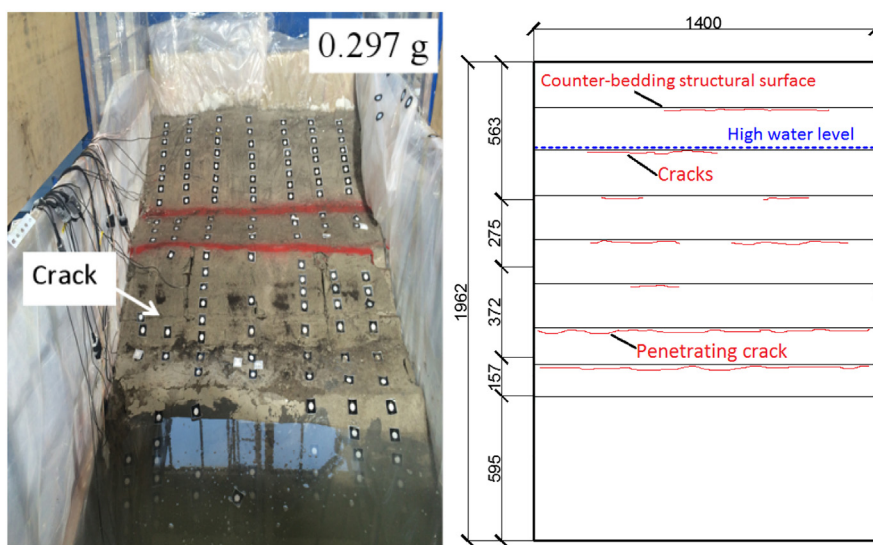 0.297 g
Crack
1400
Counter-bedding structural surface
High water level
Cracks
Penetrating crack
563
275
372
157
595
1962